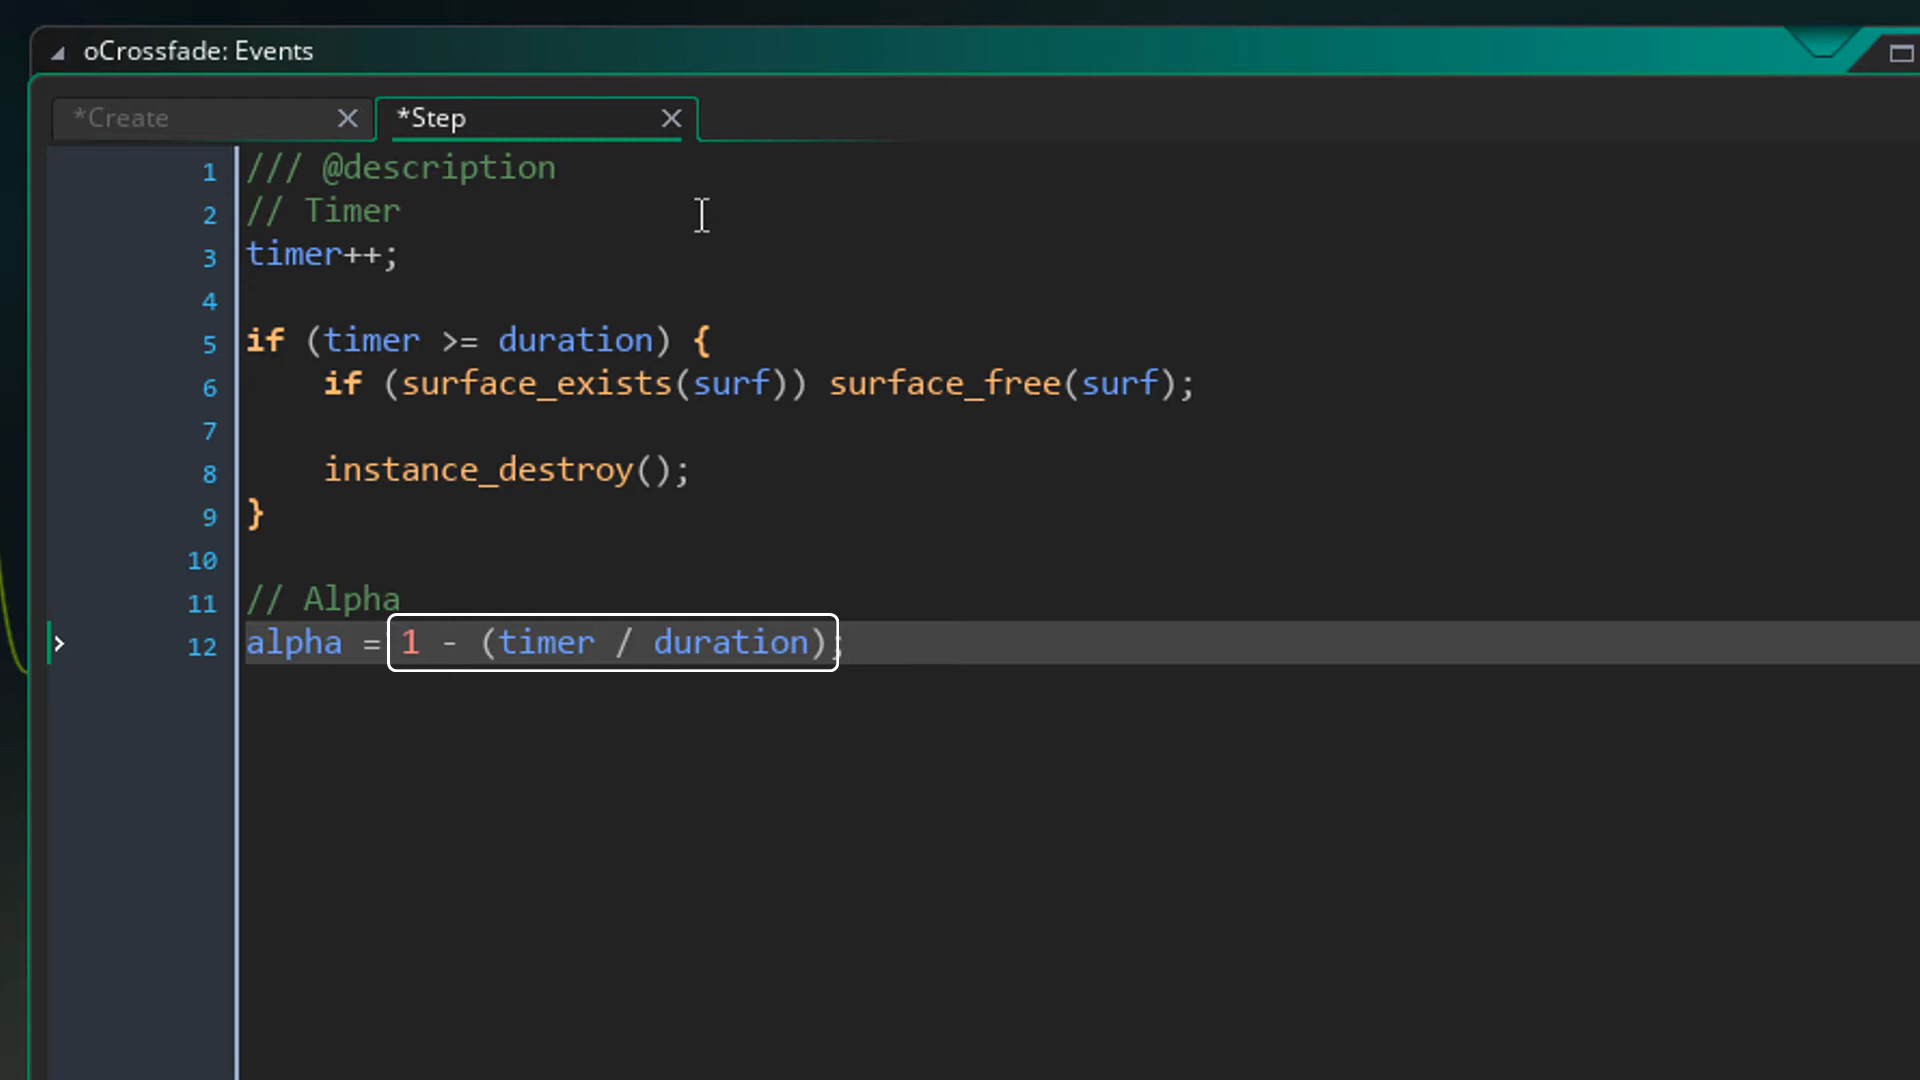 oCrossfade: Events
*Create
*Step
1 /// @description
2 // Timer
3 timer++;
4
5 if (timer >= duration) {
6 if (surface_exists(surf)) surface_free(surf);
7
8 instance_destroy();
9 }
10
11 // Alpha
12 alpha = 1 - (timer / duration);